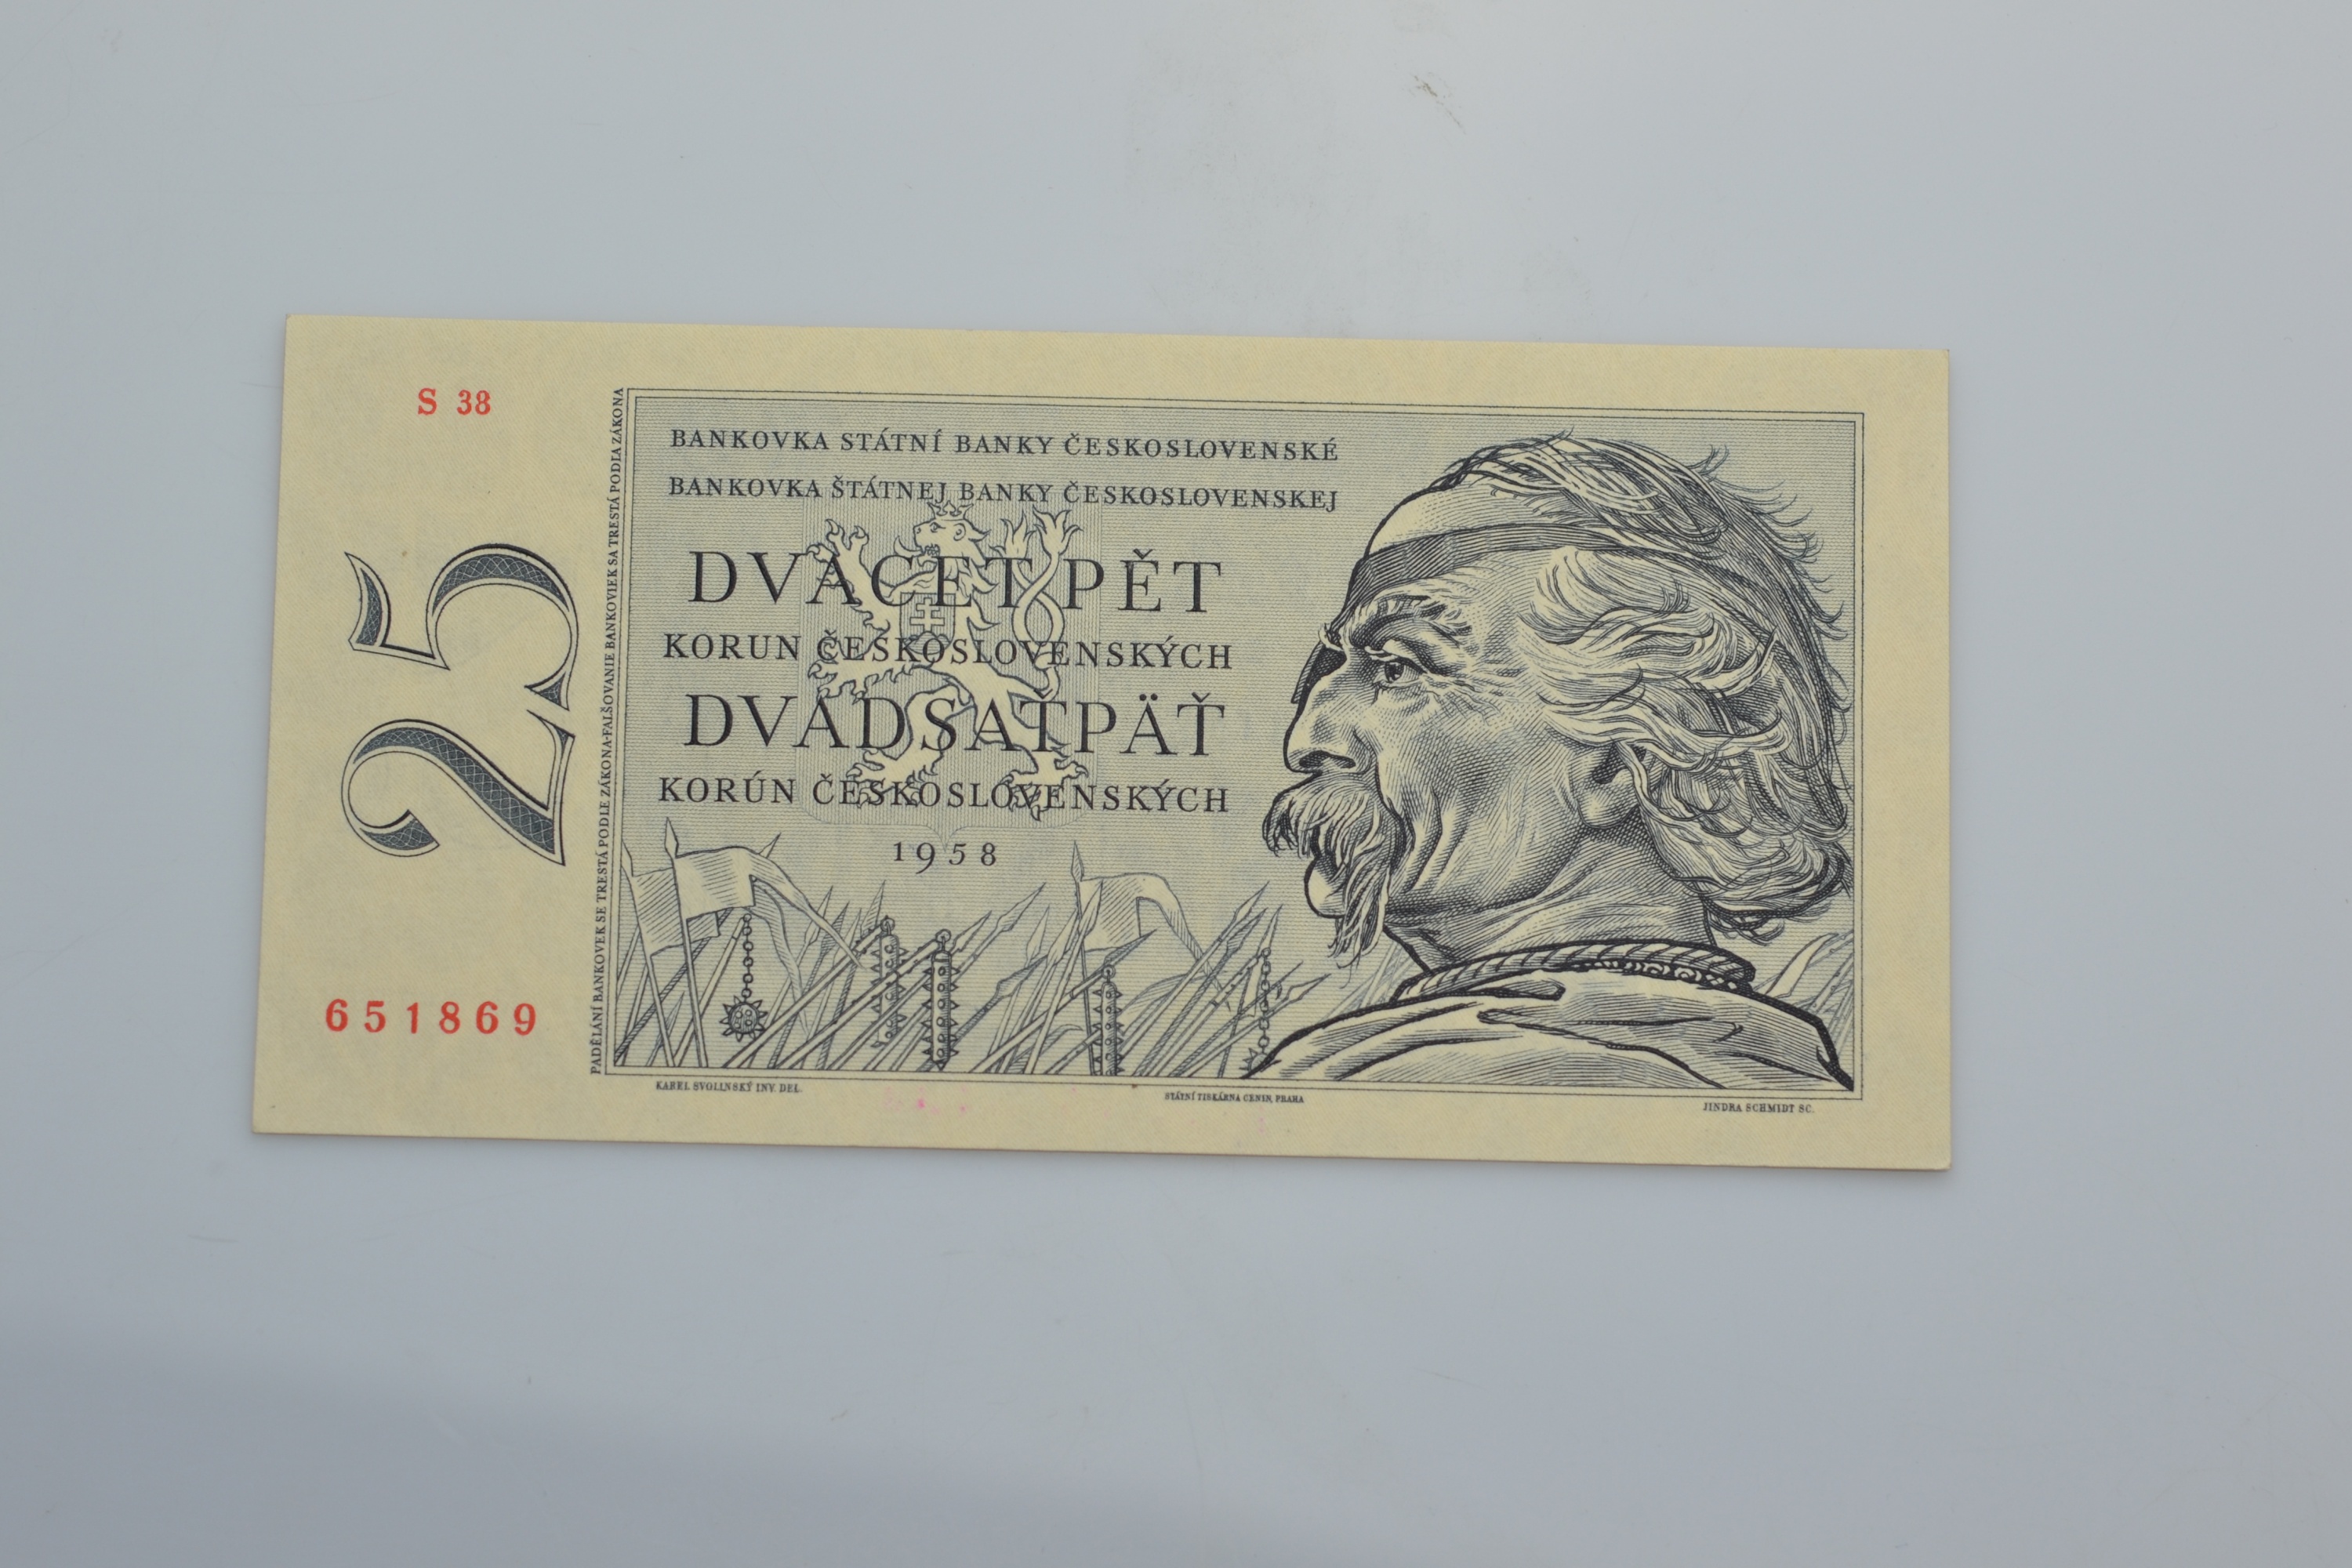 S 38
25
651869
PADĚLÁNÍ BANKOVEK SE TRESTÁ PODLE ZÁKONA-FALŠOVANIE BANKOVIEK SA TRESTÁ PODĽA ZÁKONA
BANKOVKA STÁTNÍ BANKY ČESKOSLOVENSKÉ
BANKOVKA ŠTÁTNEJ BANKY ČESKOSLOVENSKEJ
DVACET PĚT
KORUN ČESKOSLOVENSKÝCH
DVADSAŤPÄŤ
KORÚN ČESKOSLOVENSKÝCH
1958
KAREL SVOLINSKÝ INV. DEL.
STÁTNÍ TISKÁRNA CENIN, PRAHA
JINDRA SCHMIDT SC.